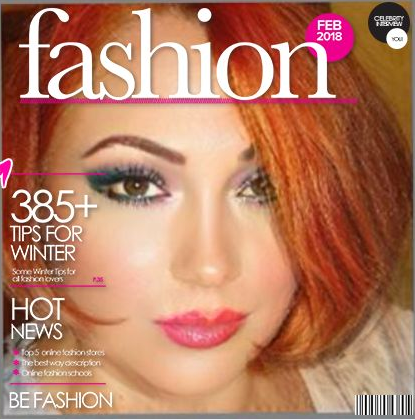 fashion
FEB
2018
CELEBRITY
INTERVIEW
YOU!
385+
TIPS FOR
WINTER
Some Winter Tips for
all fashion lovers
HOT
NEWS
Top 5 online fashion stores
The best way description
Online fashion schools
BE FASHION